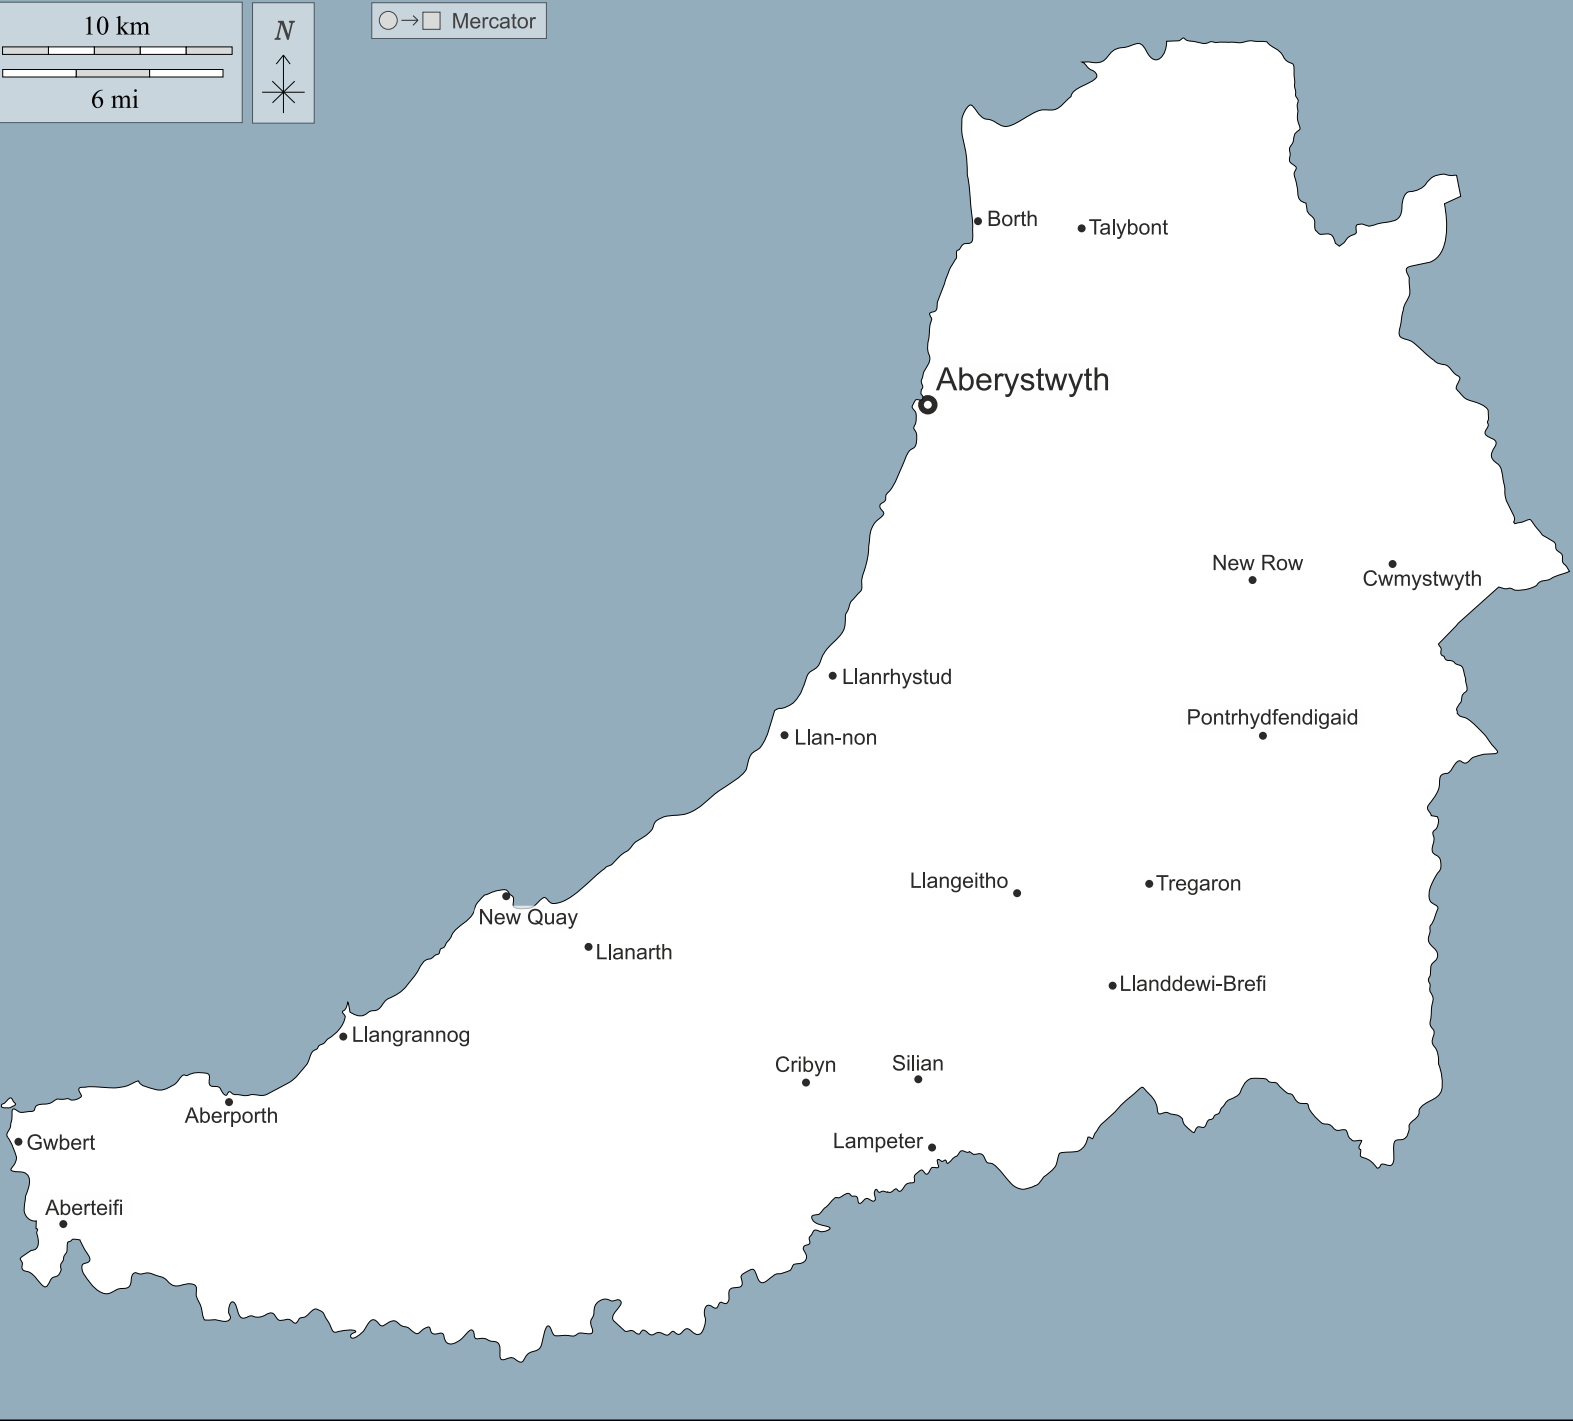 10 km
6 mi
N
Mercator
Borth
Talybont
Aberystwyth
New Row
Cwmystwyth
Llanrhystud
Pontrhydfendigaid
Llan-non
Llangeitho
Tregaron
New Quay
Llanarth
Llanddewi-Brefi
Llangrannog
Cribyn
Silian
Aberporth
Gwbert
Lampeter
Aberteifi